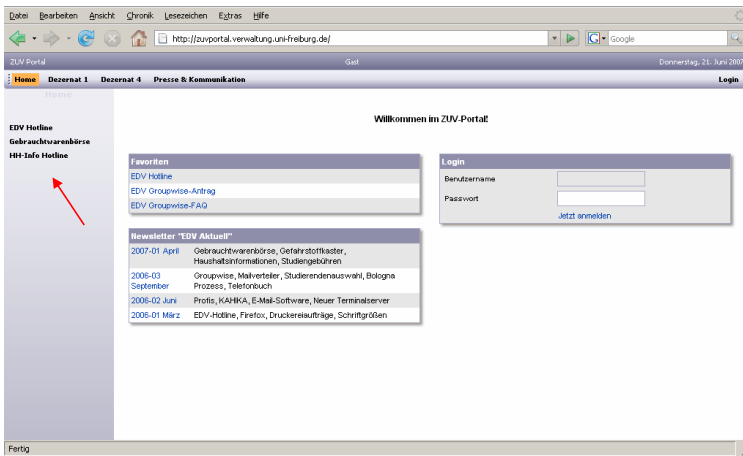 Datei Bearbeiten Ansicht Chronik Lesezeichen Extras Hilfe
http://zuvportal.verwaltung.uni-freiburg.de/ G Google
ZUV Portal Gast Donnerstag, 21. Juni 2007
Home Dezernat 1 Dezernat 4 Presse & Kommunikation Login
Home
EDV Hotline
Gebrauchtwarenbörse
HH-Info Hotline
Willkommen im ZUV-Portal!
Favoriten
EDV Hotline
EDV Groupwise-Antrag
EDV Groupwise-FAQ
Login
Benutzername
Passwort
Jetzt anmelden
Newsletter "EDV Aktuell"
2007-01 April Gebrauchtwarenbörse, Gefahrstoffkaster,
Haushaltsinformationen, Studiengebühren
2006-03 Groupwise, Mailverteiler, Studierendenauswahl, Bologna
September Prozess, Telefonbuch
2006-02 Juni Profis, KAHIKA, E-Mail-Software, Neuer Terminalserver
2006-01 März EDV-Hotline, Firefox, Druckereiaufträge, Schriftgrößen
Fertig